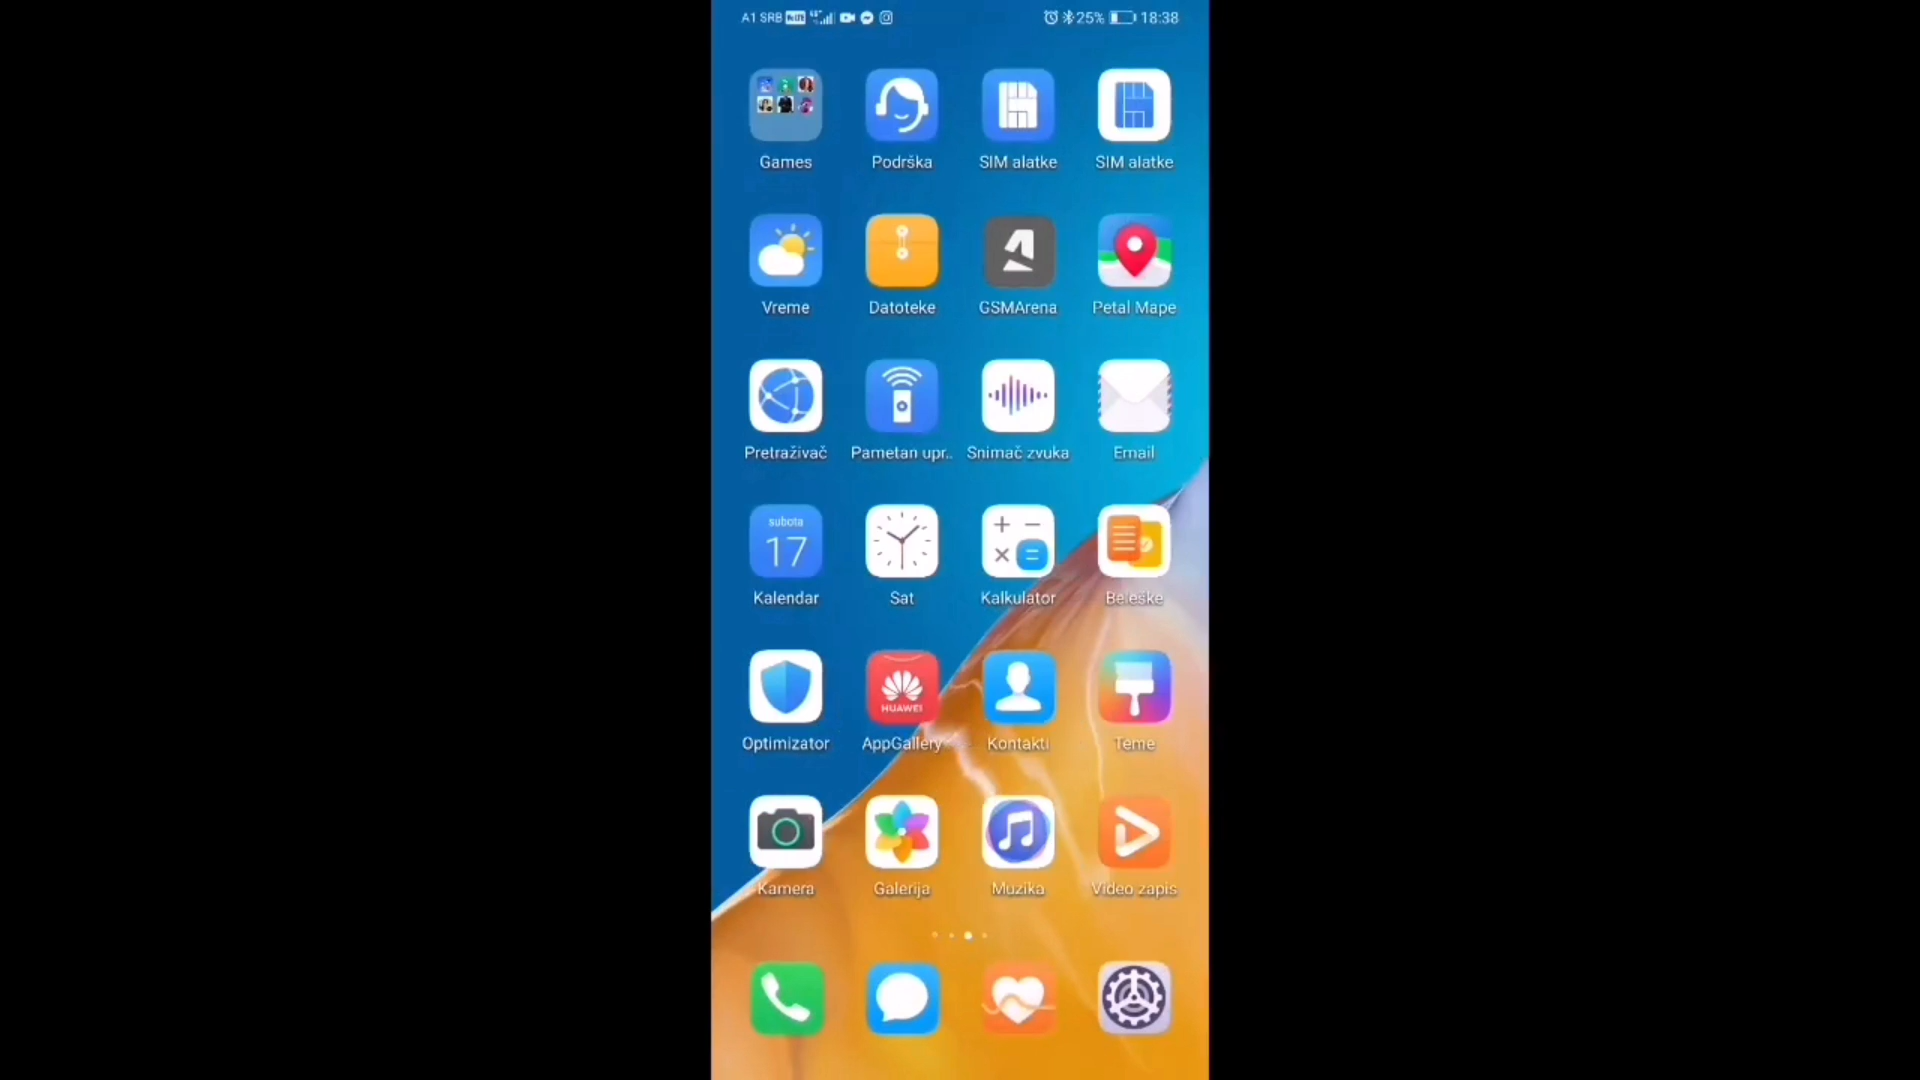 A1 SRB 25% 18:38
Games Podrška SIM alatke SIM alatke
Vreme Datoteke GSMArena Petal Mape
Pretraživač Pametan upr.. Snimač zvuka Email
subota
17
Kalendar Sat Kalkulator Beleške
HUAWEI
Optimizator AppGallery Kontakti Teme
Kamera Galerija Muzika Video zapis